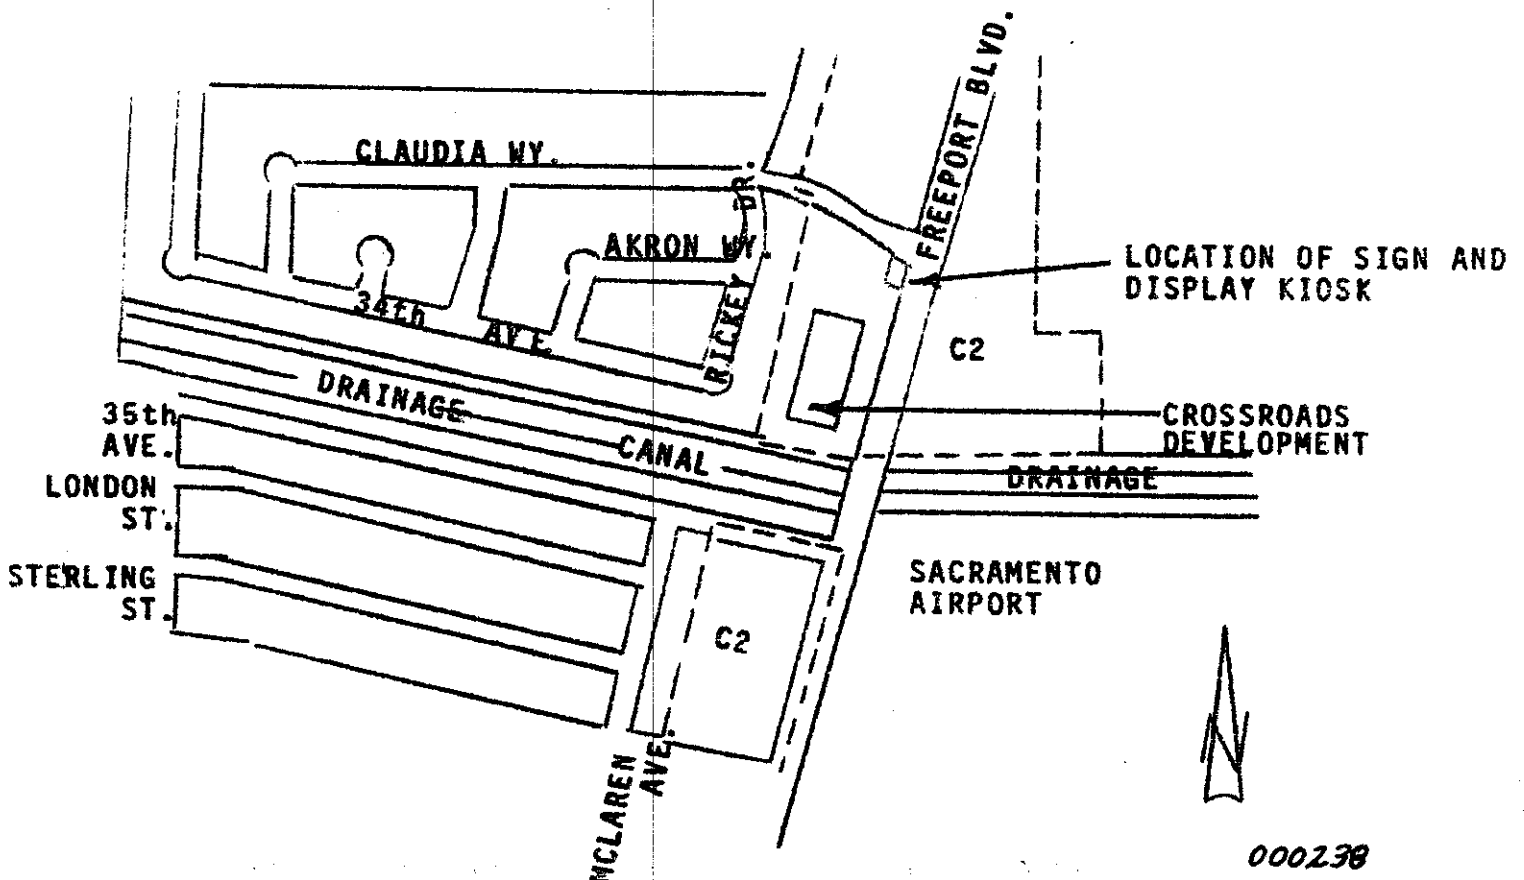 FREEPORT BLVD.
CLAUDIA WY.
RICKEY DR.
AKRON WY.
LOCATION OF SIGN AND
DISPLAY KIOSK
34th AVE
C2
DRAINAGE CANAL
35th
AVE.
CROSSROADS
DEVELOPMENT
DRAINAGE
LONDON
ST.
STERLING
ST.
SACRAMENTO
AIRPORT
C2
MCLAREN
AVE.
N
000238